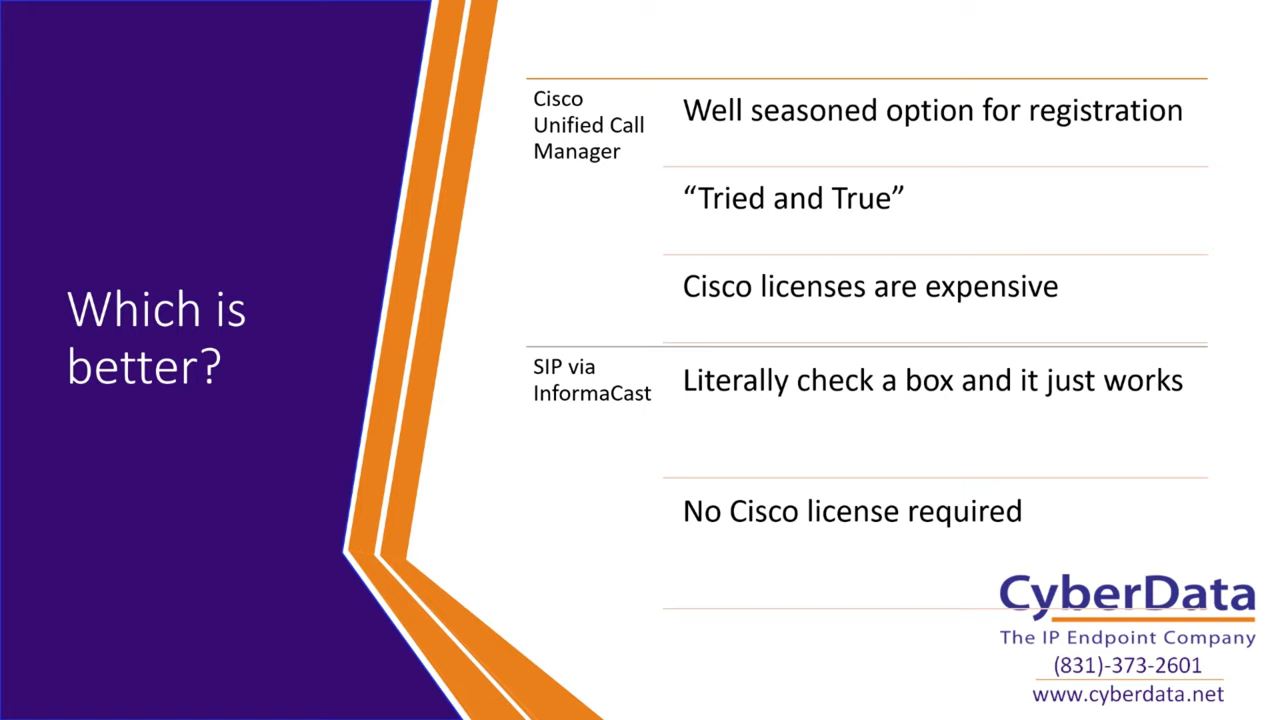 Which is
better?
Cisco
Unified Call
Manager
Well seasoned option for registration
“Tried and True”
Cisco licenses are expensive
SIP via
InformaCast
Literally check a box and it just works
No Cisco license required
CyberData
The IP Endpoint Company
(831)-373-2601
www.cyberdata.net